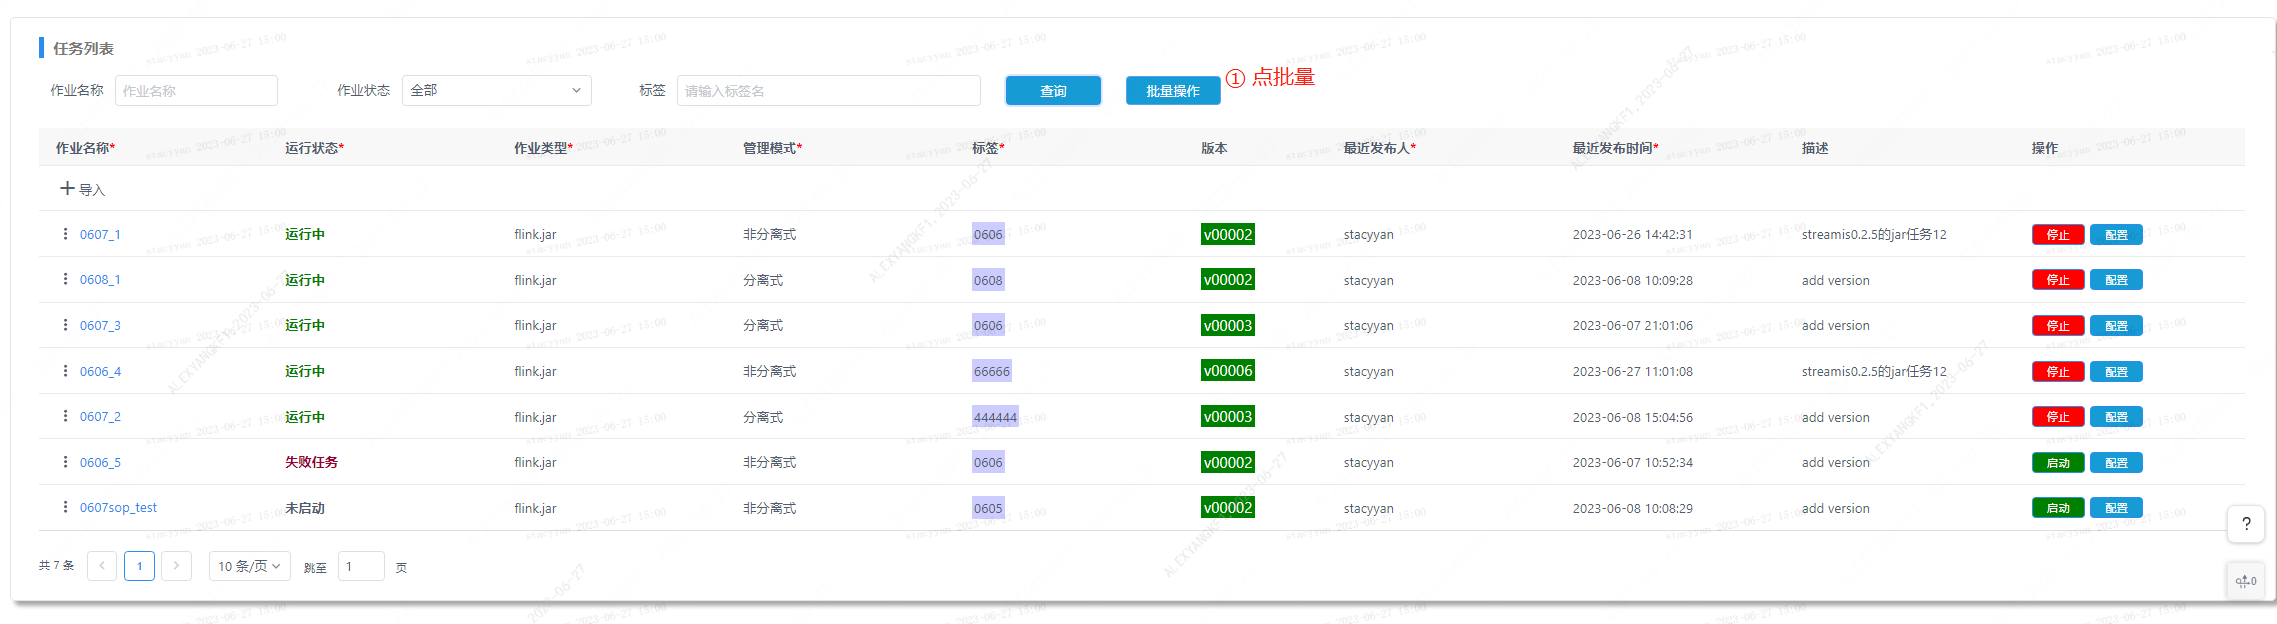 任务列表
作业名称 作业名称 作业状态 全部 标签 请输入标签名 查询 批量操作 ① 点批量
作业名称* 运行状态* 作业类型* 管理模式* 标签* 版本 最近发布人* 最近发布时间* 描述 操作
导入
0607_1 运行中 flink.jar 非分离式 0606 v00002 stacyyan 2023-06-26 14:42:31 streamis0.2.5的jar任务12 停止 配置
0608_1 运行中 flink.jar 分离式 0608 v00002 stacyyan 2023-06-08 10:09:28 add version 停止 配置
0607_3 运行中 flink.jar 分离式 0606 v00003 stacyyan 2023-06-07 21:01:06 add version 停止 配置
0606_4 运行中 flink.jar 非分离式 66666 v00006 stacyyan 2023-06-27 11:01:08 streamis0.2.5的jar任务12 停止 配置
0607_2 运行中 flink.jar 分离式 444444 v00003 stacyyan 2023-06-08 15:04:56 add version 停止 配置
0606_5 失败任务 flink.jar 非分离式 0606 v00002 stacyyan 2023-06-07 10:52:34 add version 启动 配置
0607sop_test 未启动 flink.jar 非分离式 0605 v00002 stacyyan 2023-06-08 10:08:29 add version 启动 配置
?
共 7 条 1 10 条/页 跳至 1 页
0
stacyyan 2023-06-27 15:00
ALEXYANGKF1,2023-06-27